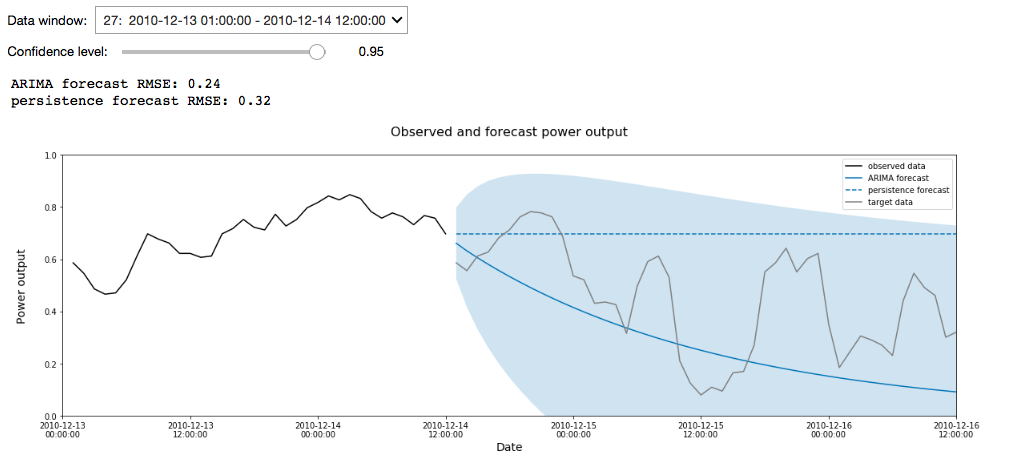 Data window: 27: 2010-12-13 01:00:00 - 2010-12-14 12:00:00
Confidence level: 0.95
ARIMA forecast RMSE: 0.24
persistence forecast RMSE: 0.32
Observed and forecast power output
observed data
ARIMA forecast
persistence forecast
target data
Power output
1.0
0.8
0.6
0.4
0.2
0.0
2010-12-13 2010-12-13 2010-12-14 2010-12-14 2010-12-15 2010-12-15 2010-12-16 2010-12-16
00:00:00 12:00:00 00:00:00 12:00:00 00:00:00 12:00:00 00:00:00 12:00:00
Date